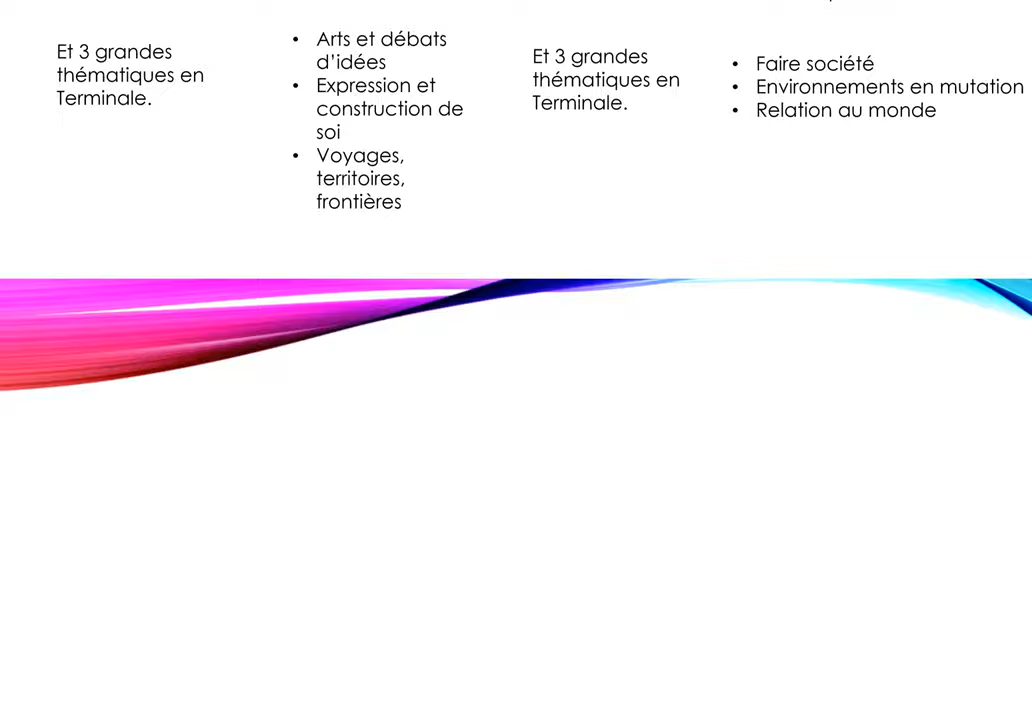 Et 3 grandes
thématiques en
Terminale.
• Arts et débats
d’idées
• Expression et
construction de
soi
• Voyages,
territoires,
frontières
Et 3 grandes
thématiques en
Terminale.
• Faire société
• Environnements en mutation
• Relation au monde